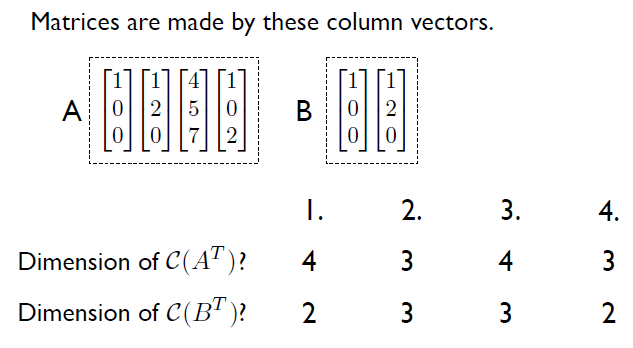 Matrices are made by these column vectors.
A [1 0 0] [1 2 0] [4 5 7] [1 0 2] B [1 0 0] [1 2 0]
1. 2. 3. 4.
Dimension of C(Aᵀ)? 4 3 4 3
Dimension of C(Bᵀ)? 2 3 3 2